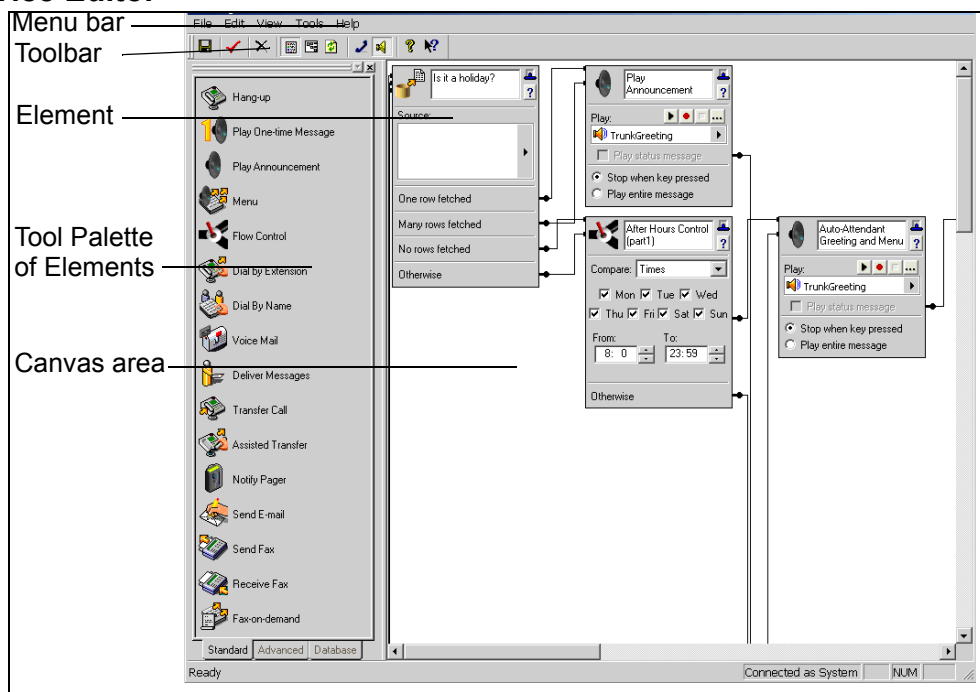 Menu bar
Toolbar
Element
Tool Palette
of Elements
Canvas area
File Edit View Tools Help
Hang-up
Play One-time Message
Play Announcement
Menu
Flow Control
Dial by Extension
Dial By Name
Voice Mail
Deliver Messages
Transfer Call
Assisted Transfer
Notify Pager
Send E-mail
Send Fax
Receive Fax
Fax-on-demand
Standard Advanced Database
Is it a holiday?
Source:
One row fetched
Many rows fetched
No rows fetched
Otherwise
Play
Announcement
Play:
TrunkGreeting
Play status message
Stop when key pressed
Play entire message
After Hours Control
(part1)
Compare: Times
Mon Tue Wed
Thu Fri Sat Sun
From: To:
8: 0 23:59
Otherwise
Auto-Attendant
Greeting and Menu
Play:
TrunkGreeting
Play status message
Stop when key pressed
Play entire message
Ready
Connected as System NUM